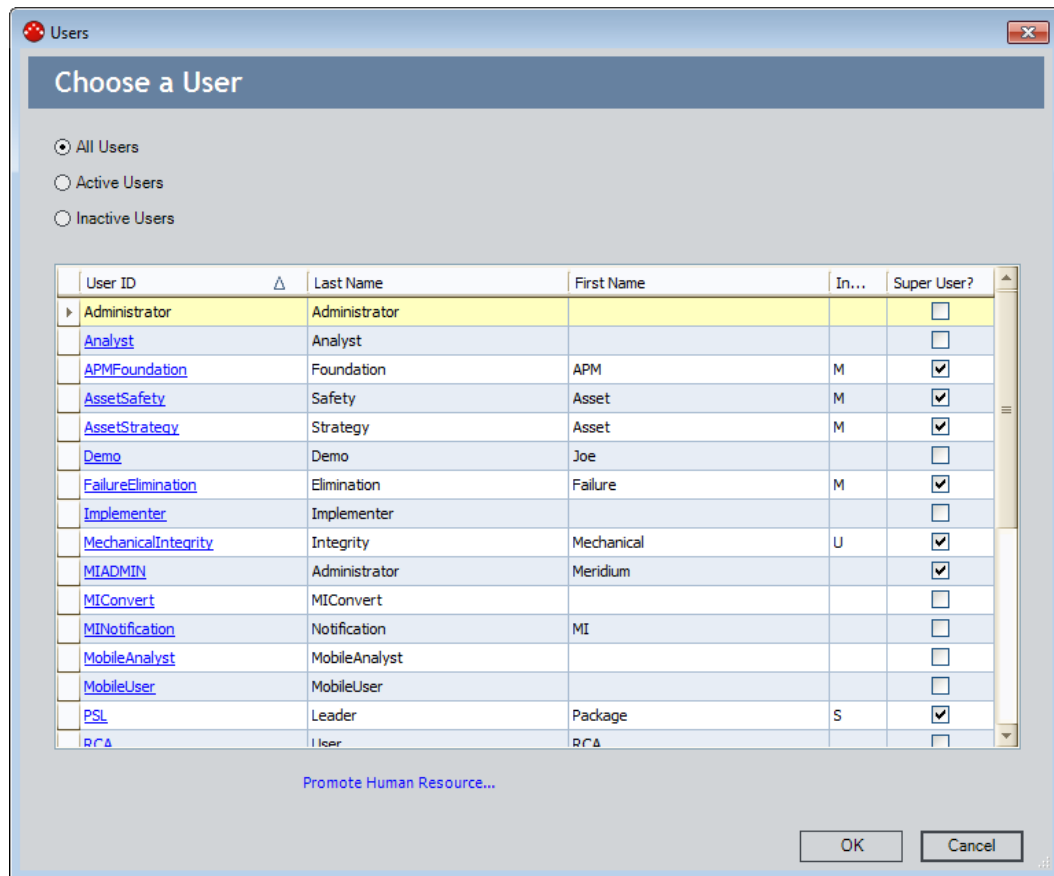 Users
Choose a User
All Users
Active Users
Inactive Users
User ID Last Name First Name In... Super User?
Administrator Administrator
Analyst Analyst
APMFoundation Foundation APM M
AssetSafety Safety Asset M
AssetStrategy Strategy Asset M
Demo Demo Joe
FailureElimination Elimination Failure M
Implementer Implementer
MechanicalIntegrity Integrity Mechanical U
MIADMIN Administrator Meridium
MIConvert MIConvert
MINotification Notification MI
MobileAnalyst MobileAnalyst
MobileUser MobileUser
PSL Leader Package S
RCA User RCA
Promote Human Resource...
OK Cancel